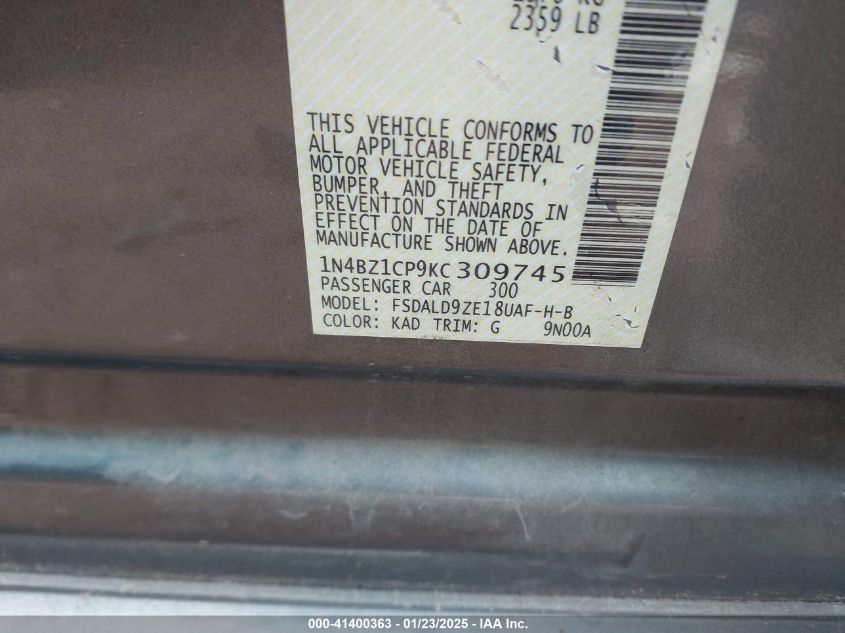 2359 LB
THIS VEHICLE CONFORMS TO
ALL APPLICABLE FEDERAL
MOTOR VEHICLE SAFETY,
BUMPER, AND THEFT
PREVENTION STANDARDS IN
EFFECT ON THE DATE OF
MANUFACTURE SHOWN ABOVE.
1N4BZ1CP9KC 309745
PASSENGER CAR 300
MODEL: FSDALD9ZE18UAF-H-B
COLOR: KAD TRIM: G 9N00A
000-41400363 - 01/23/2025 - IAA Inc.